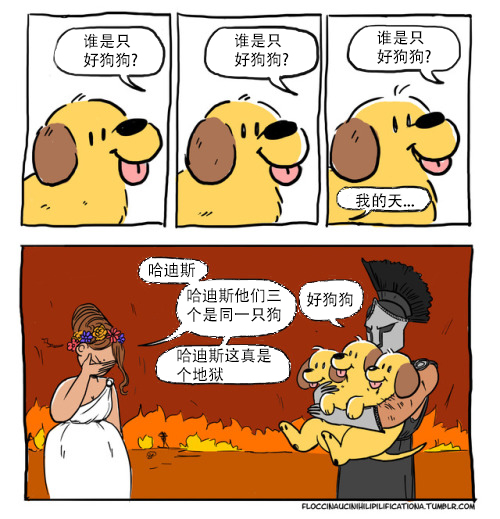 谁是只
好狗狗?
谁是只
好狗狗?
谁是只
好狗狗?
我的天...
哈迪斯
哈迪斯他们三
个是同一只狗
好狗狗
哈迪斯这真是
个地狱
FLOCCINAUCINIHILIPILIFICATIONA.TUMBLR.COM